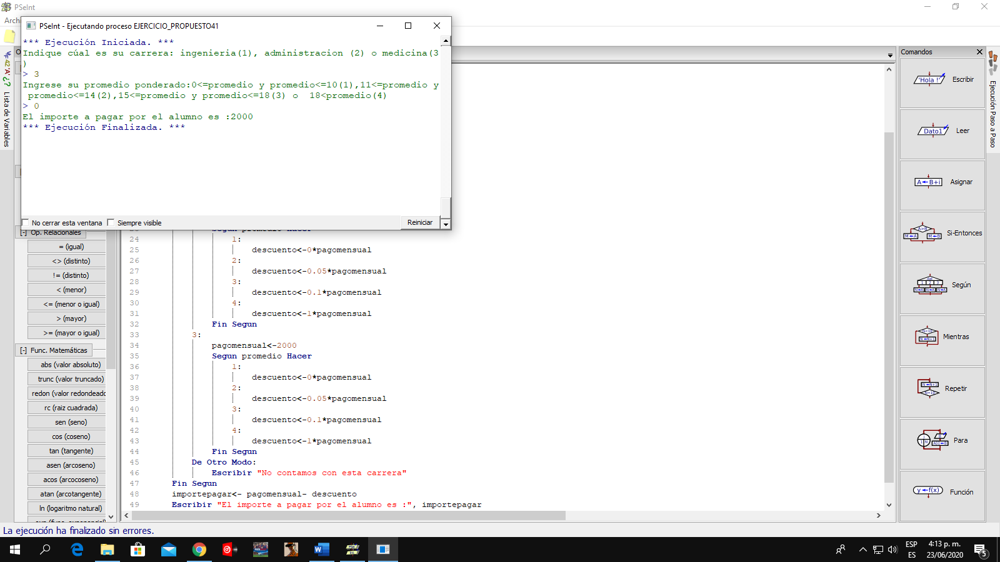 PSeInt
Archi
PSeInt - Ejecutando proceso EJERCICIO_PROPUESTO41
*** Ejecución Iniciada. ***
Indique cúal es su carrera: ingenieria(1), administracion (2) o medicina(3
)
> 3
Ingrese su promedio ponderado:0<=promedio y promedio<=10(1),11<=promedio y
promedio<=14(2),15<=promedio y promedio<=18(3) o  18<promedio(4)
> 0
El importe a pagar por el alumno es :2000
*** Ejecución Finalizada. ***
No cerrar esta ventana
Siempre visible
Reiniciar
Lista de Variables
[-] Op. Relacionales
= (igual)
<> (distinto)
!= (distinto)
< (menor)
<= (menor o igual)
> (mayor)
>= (mayor o igual)
[-] Func. Matemáticas
abs (valor absoluto)
trunc (valor truncado)
redon (valor redondeado
rc (raiz cuadrada)
sen (seno)
cos (coseno)
tan (tangente)
asen (arcoseno)
acos (arcocoseno)
atan (arcotangente)
ln (logaritmo natural)
Segun promedio Hacer
24 1:
25 descuento<-0*pagomensual
26 2:
27 descuento<-0.05*pagomensual
28 3:
29 descuento<-0.1*pagomensual
30 4:
31 descuento<-1*pagomensual
32 Fin Segun
33 3:
34 pagomensual<-2000
35 Segun promedio Hacer
36 1:
37 descuento<-0*pagomensual
38 2:
39 descuento<-0.05*pagomensual
40 3:
41 descuento<-0.1*pagomensual
42 4:
43 descuento<-1*pagomensual
44 Fin Segun
45 De Otro Modo:
46 Escribir "No contamos con esta carrera"
47 Fin Segun
48 importepagar<- pagomensual- descuento
49 Escribir "El importe a pagar por el alumno es :", importepagar
Comandos
'Hola !' Escribir
Dato1 Leer
A←B+i Asignar
Si-Entonces
Según
Mientras
Repetir
Para
y←f(x) Función
Ejecución Paso a Paso
La ejecución ha finalizado sin errores.
ESP
ES
4:13 p. m.
23/06/2020
5